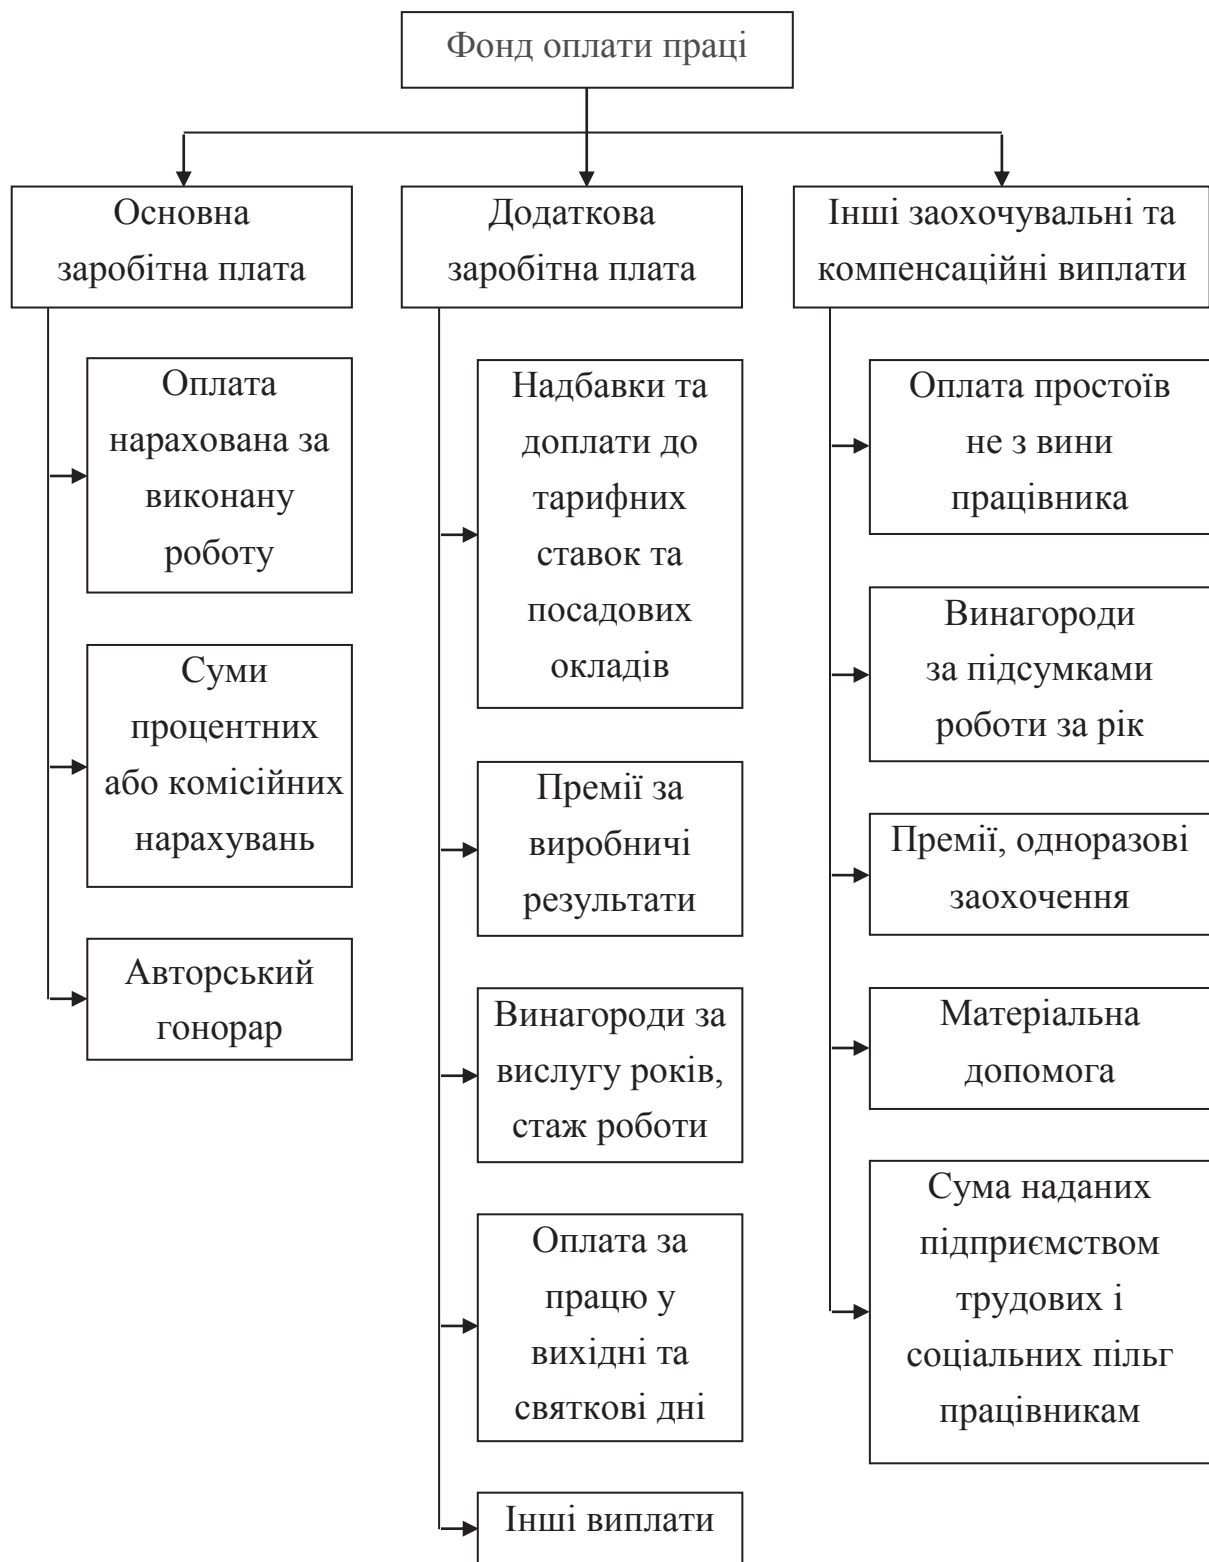 Фонд оплати праці
Основна
заробітна плата
Оплата
нарахована за
виконану
роботу
Суми
процентних
або комісійних
нарахувань
Авторський
гонорар
Додаткова
заробітна плата
Надбавки та
доплати до
тарифних
ставок та
посадових
окладів
Премії за
виробничі
результати
Винагороди за
вислугу років,
стаж роботи
Оплата за
працю у
вихідні та
святкові дні
Інші виплати
Інші заохочувальні та
компенсаційні виплати
Оплата простоїв
не з вини
працівника
Винагороди
за підсумками
роботи за рік
Премії, одноразові
заохочення
Матеріальна
допомога
Сума наданих
підприємством
трудових і
соціальних пільг
працівникам